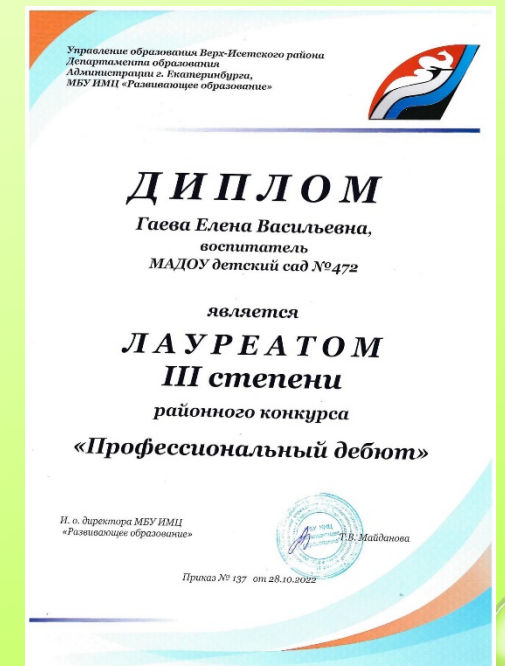 Управление образования Верх-Исетского района
Департамента образования
Администрации г. Екатеринбурга,
МБУ ИМЦ «Развивающее образование»
ДИПЛОМ
Гаева Елена Васильевна,
воспитатель
МАДОУ детский сад №472
является
ЛАУРЕАТОМ
III степени
районного конкурса
«Профессиональный дебют»
И. о. директора МБУ ИМЦ
«Развивающее образование»
Т.В. Майданова
Приказ № 137 от 28.10.2022